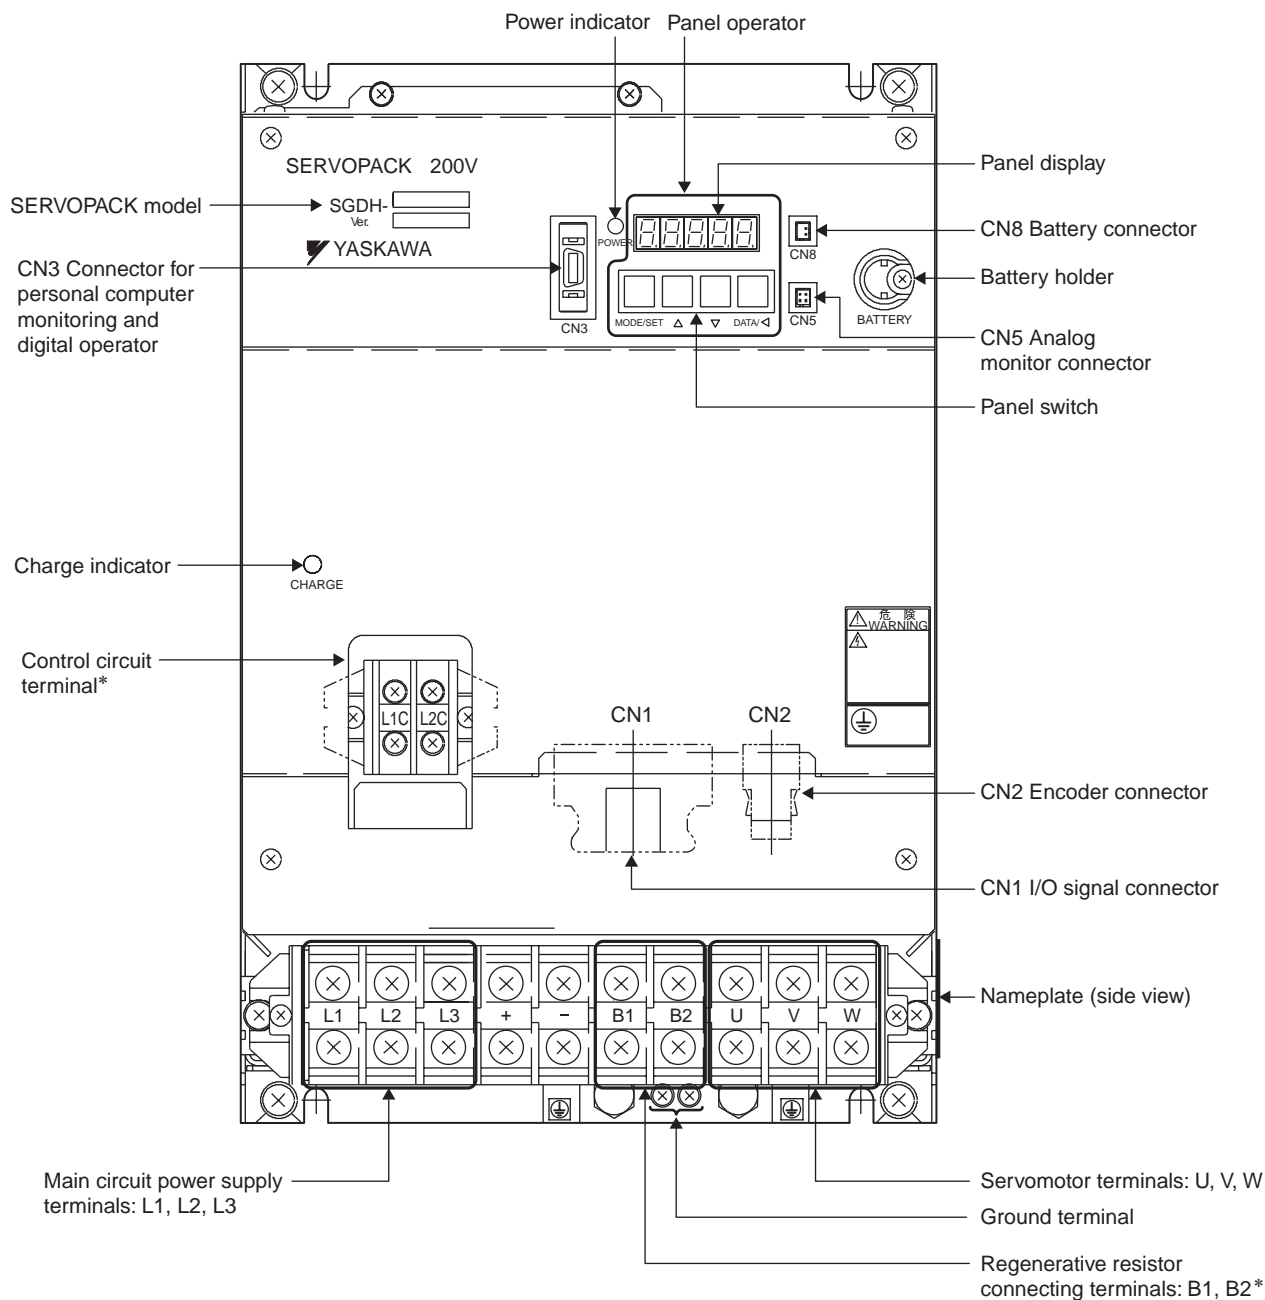 Power indicator
Panel operator
SERVOPACK 200V
Panel display
SERVOPACK model
SGDH-
Ver.
YASKAWA
POWER
CN8
CN8 Battery connector
CN3 Connector for
personal computer
monitoring and
digital operator
Battery holder
CN3
MODE/SET △ ▽ DATA/◁
CN5
BATTERY
CN5 Analog
monitor connector
Panel switch
Charge indicator
CHARGE
危 険
WARNING
Control circuit
terminal*
L1C L2C
CN1
CN2
CN2 Encoder connector
CN1 I/O signal connector
Nameplate (side view)
L1 L2 L3 + − B1 B2 U V W
Main circuit power supply
terminals: L1, L2, L3
Servomotor terminals: U, V, W
Ground terminal
Regenerative resistor
connecting terminals: B1, B2*